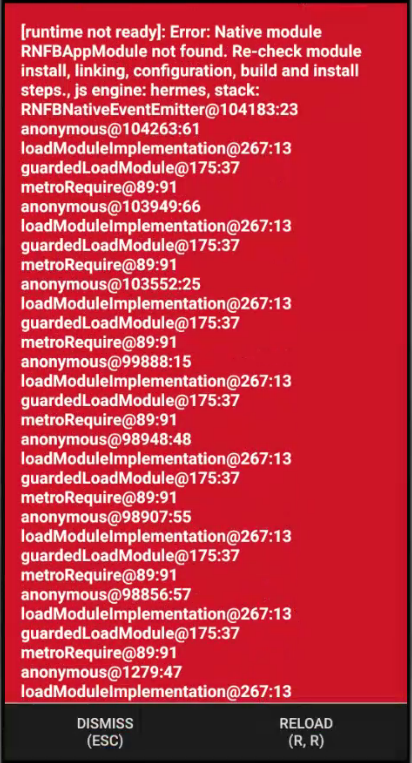 [runtime not ready]: Error: Native module
RNFBAppModule not found. Re-check module
install, linking, configuration, build and install
steps., js engine: hermes, stack:
RNFBNativeEventEmitter@104183:23
anonymous@104263:61
loadModuleImplementation@267:13
guardedLoadModule@175:37
metroRequire@89:91
anonymous@103949:66
loadModuleImplementation@267:13
guardedLoadModule@175:37
metroRequire@89:91
anonymous@103552:25
loadModuleImplementation@267:13
guardedLoadModule@175:37
metroRequire@89:91
anonymous@99888:15
loadModuleImplementation@267:13
guardedLoadModule@175:37
metroRequire@89:91
anonymous@98948:48
loadModuleImplementation@267:13
guardedLoadModule@175:37
metroRequire@89:91
anonymous@98907:55
loadModuleImplementation@267:13
guardedLoadModule@175:37
metroRequire@89:91
anonymous@98856:57
loadModuleImplementation@267:13
guardedLoadModule@175:37
metroRequire@89:91
anonymous@1279:47
loadModuleImplementation@267:13
DISMISS
(ESC)
RELOAD
(R, R)